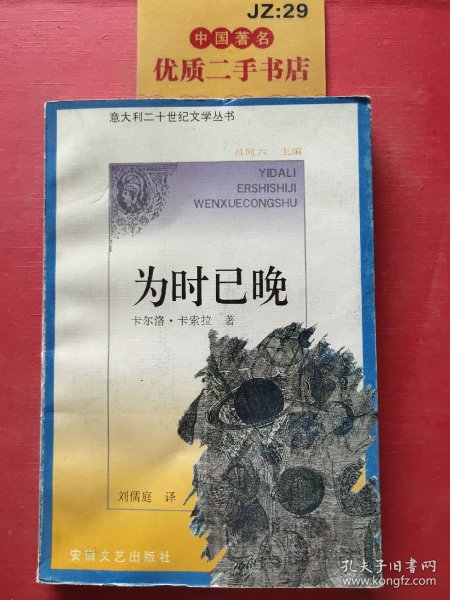 JZ:29
中国著名
优质二手书店
意大利二十世纪文学丛书
吕同六 主编
YIDALI
ERSHISHIJI
WENXUECONGSHU
为时已晚
卡尔洛·卡索拉 著
刘儒庭 译
安徽文艺出版社
孔夫子旧书网
www.kongfz.com